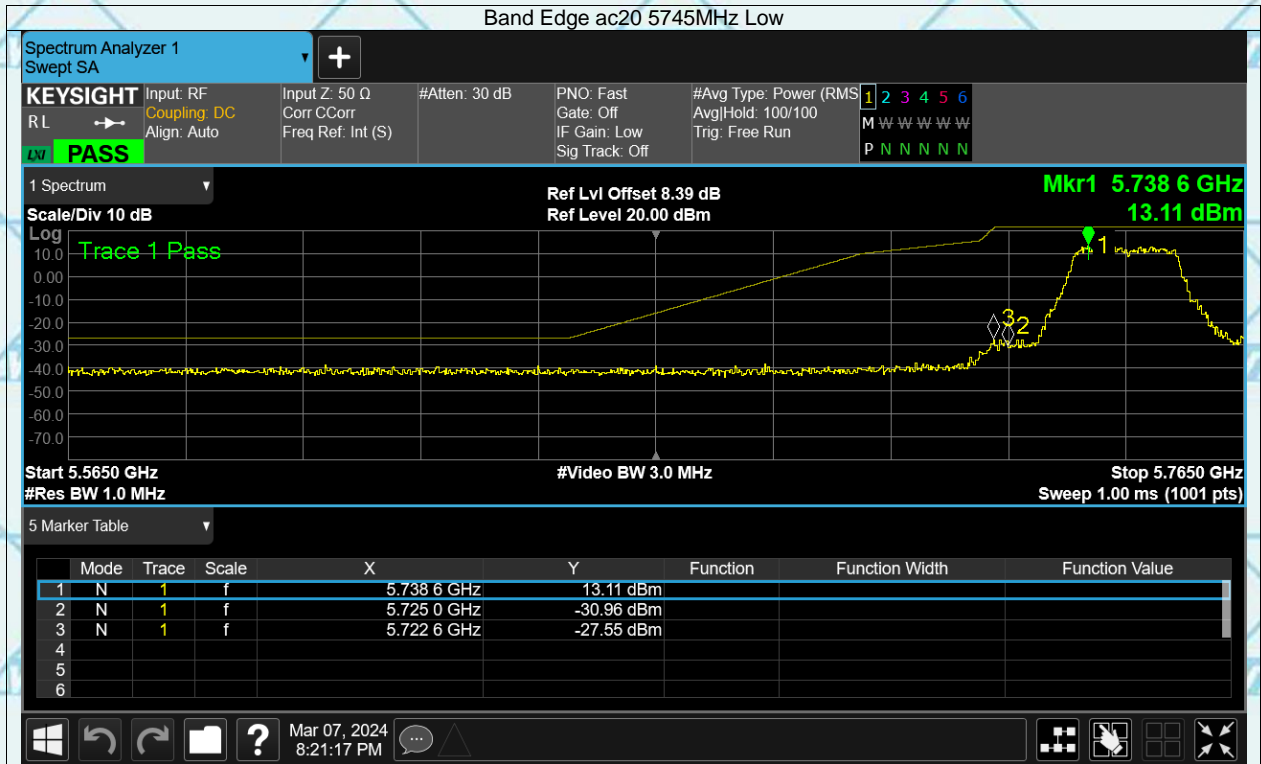 Band Edge ac20 5745MHz Low
Spectrum Analyzer 1
Swept SA
+
KEYSIGHT Input: RF Input Z: 50 Ω #Atten: 30 dB PNO: Fast #Avg Type: Power (RMS 1 2 3 4 5 6
R L Coupling: DC Corr CCorr Gate: Off Avg|Hold: 100/100 M W W W W W
Align: Auto Freq Ref: Int (S) IF Gain: Low Trig: Free Run
LXI PASS Sig Track: Off P N N N N N
1 Spectrum Ref Lvl Offset 8.39 dB Mkr1 5.738 6 GHz
Scale/Div 10 dB Ref Level 20.00 dBm 13.11 dBm
Log
Trace 1 Pass
1
10.0
0.00
-10.0
-20.0
3
2
-30.0
-40.0
-50.0
-60.0
-70.0
Start 5.5650 GHz #Video BW 3.0 MHz Stop 5.7650 GHz
#Res BW 1.0 MHz Sweep 1.00 ms (1001 pts)
5 Marker Table
Mode Trace Scale X Y Function Function Width Function Value
1 N 1 f 5.738 6 GHz 13.11 dBm
2 N 1 f 5.725 0 GHz -30.96 dBm
3 N 1 f 5.722 6 GHz -27.55 dBm
4
5
6
? Mar 07, 2024
8:21:17 PM